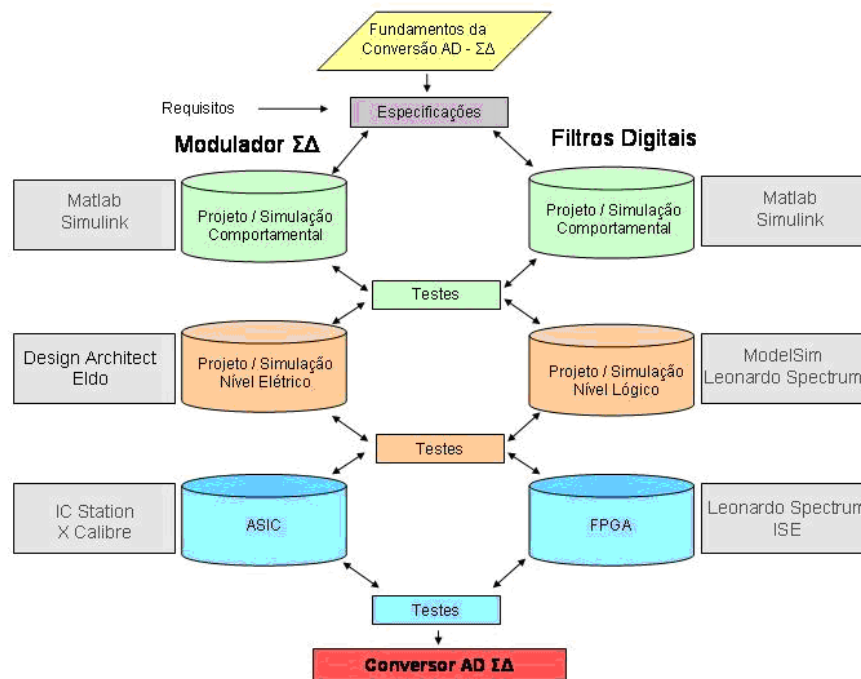 Fundamentos da
Conversão AD - ΣΔ
Requisitos
Especificações
Modulador ΣΔ
Filtros Digitais
Matlab
Simulink
Projeto / Simulação
Comportamental
Projeto / Simulação
Comportamental
Matlab
Simulink
Testes
Design Architect
Eldo
Projeto / Simulação
Nível Elétrico
Projeto / Simulação
Nível Lógico
ModelSim
Leonardo Spectrum
Testes
IC Station
X Calibre
ASIC
FPGA
Leonardo Spectrum
ISE
Testes
Conversor AD ΣΔ